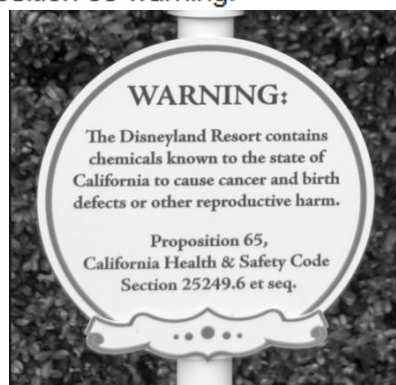 WARNING:
The Disneyland Resort contains
chemicals known to the state of
California to cause cancer and birth
defects or other reproductive harm.
Proposition 65,
California Health & Safety Code
Section 25249.6 et seq.